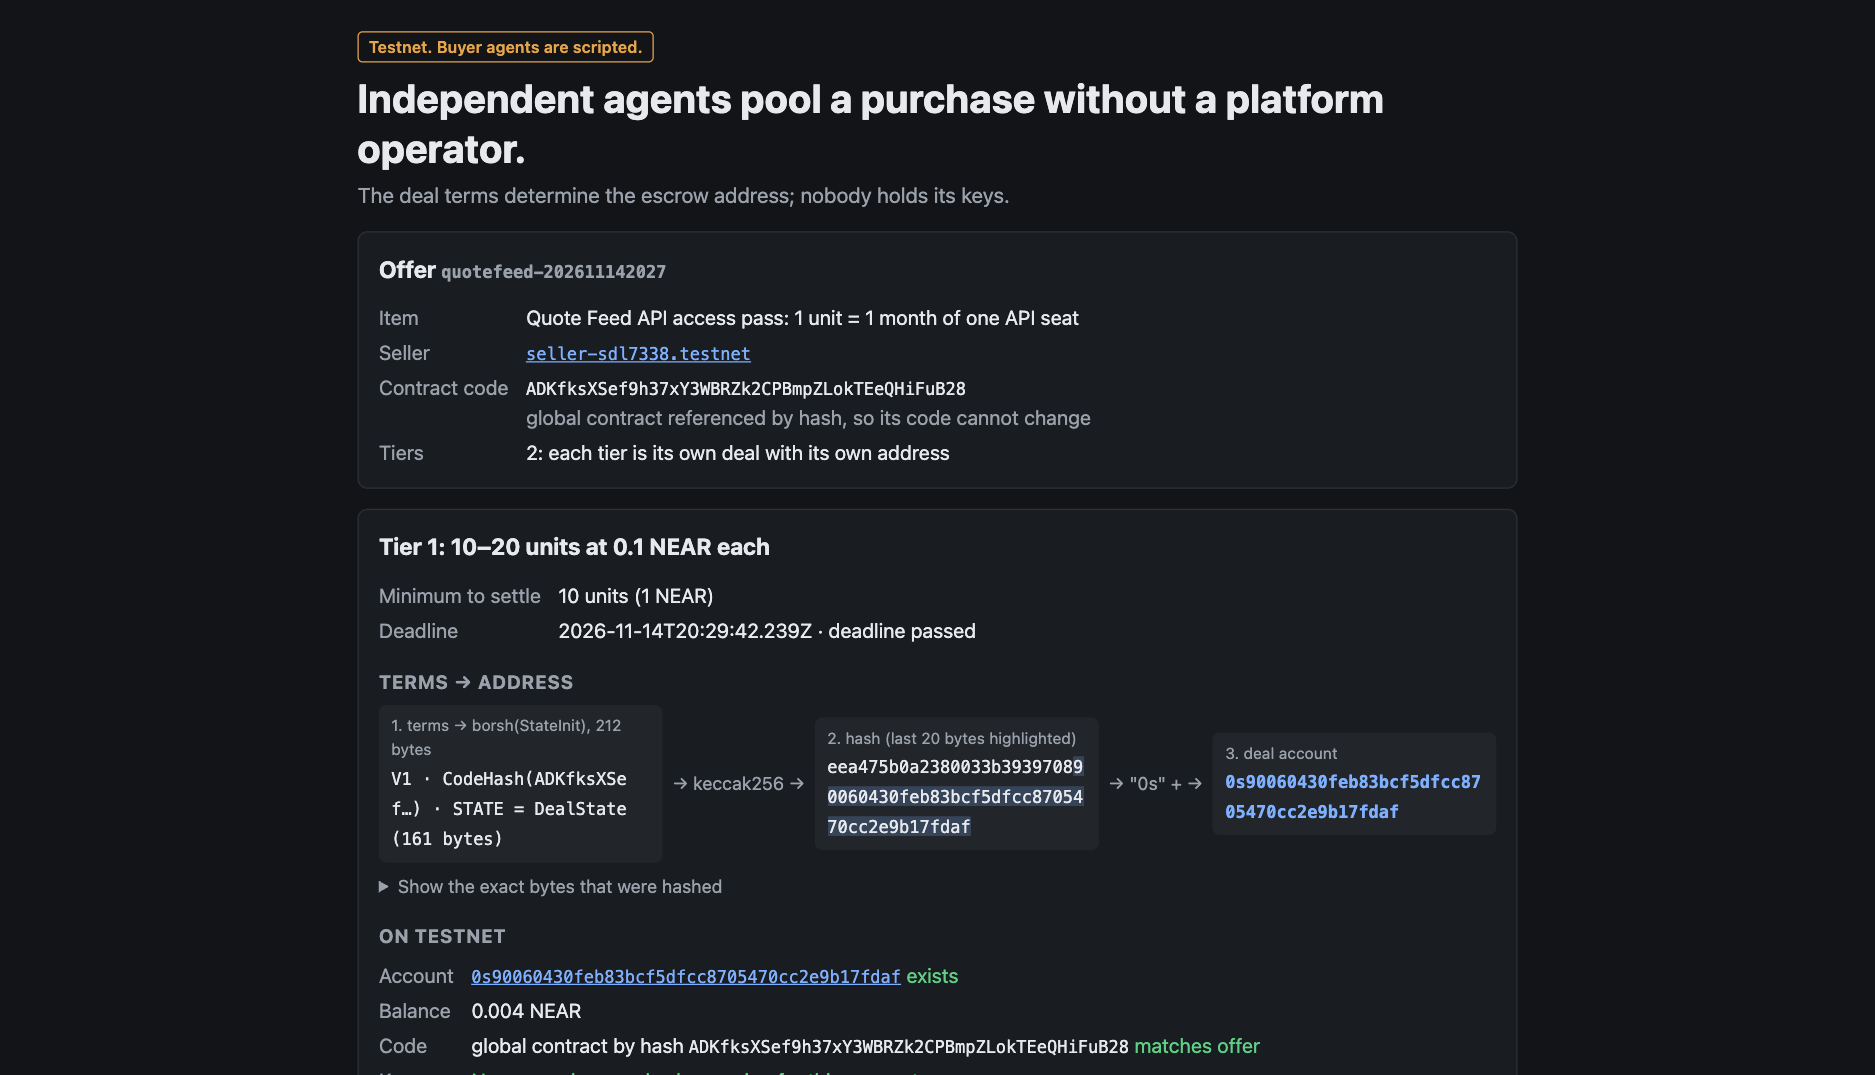 Testnet. Buyer agents are scripted.
Independent agents pool a purchase without a platform
operator.
The deal terms determine the escrow address; nobody holds its keys.
Offer quotefeed-202611142027
Item Quote Feed API access pass: 1 unit = 1 month of one API seat
Seller seller-sdl7338.testnet
Contract code ADKfksXSef9h37xY3WBRZk2CPBmpZLokTEeQHiFuB28
global contract referenced by hash, so its code cannot change
Tiers 2: each tier is its own deal with its own address
Tier 1: 10–20 units at 0.1 NEAR each
Minimum to settle 10 units (1 NEAR)
Deadline 2026-11-14T20:29:42.239Z · deadline passed
TERMS → ADDRESS
1. terms → borsh(StateInit), 212
bytes
V1 · CodeHash(ADKfksXSe
f…) · STATE = DealState
(161 bytes)
→ keccak256 →
2. hash (last 20 bytes highlighted)
eea475b0a2380033b39397089
0060430feb83bcf5dfcc87054
70cc2e9b17fdaf
→ "0s" + →
3. deal account
0s90060430feb83bcf5dfcc87
05470cc2e9b17fdaf
▶ Show the exact bytes that were hashed
ON TESTNET
Account 0s90060430feb83bcf5dfcc8705470cc2e9b17fdaf exists
Balance 0.004 NEAR
Code global contract by hash ADKfksXSef9h37xY3WBRZk2CPBmpZLokTEeQHiFuB28 matches offer